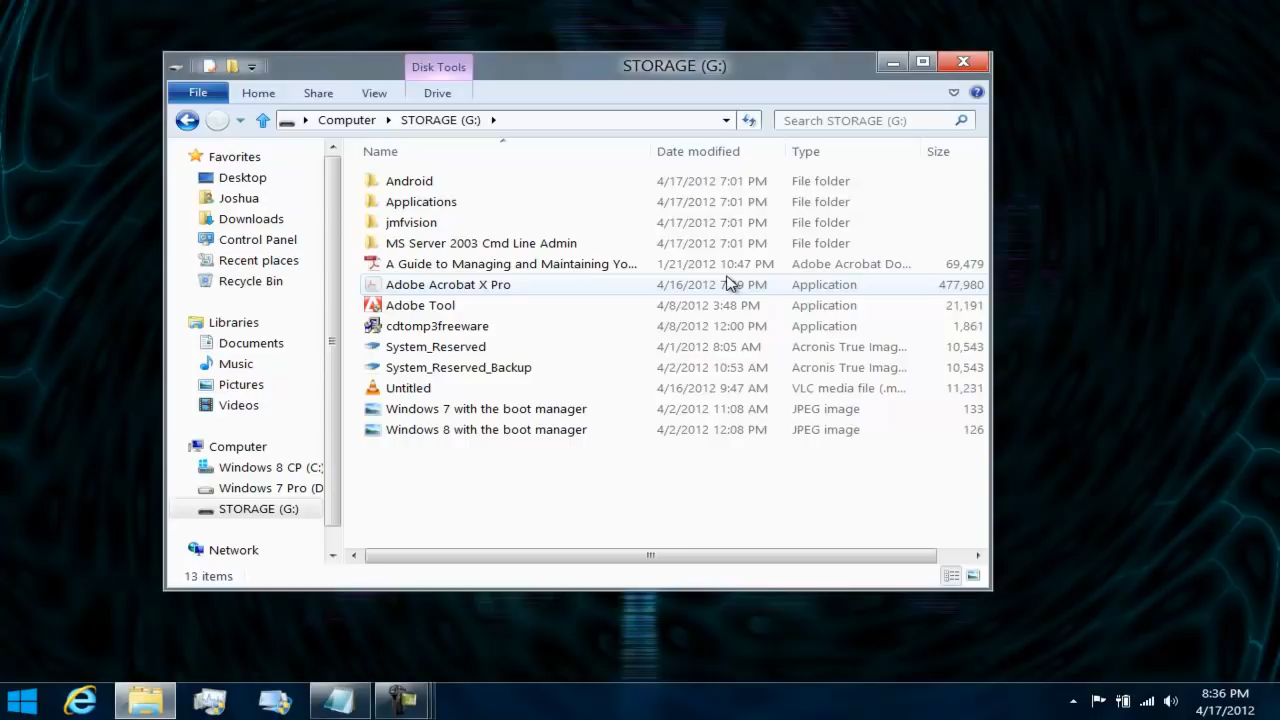 Disk Tools
STORAGE (G:)
File Home Share View Drive
Computer STORAGE (G:)
Search STORAGE (G:)
Favorites
Desktop
Joshua
Downloads
Control Panel
Recent places
Recycle Bin
Libraries
Documents
Music
Pictures
Videos
Computer
Windows 8 CP (C:
Windows 7 Pro (D
STORAGE (G:)
Network
Name Date modified Type Size
Android 4/17/2012 7:01 PM File folder
Applications 4/17/2012 7:01 PM File folder
jmfvision 4/17/2012 7:01 PM File folder
MS Server 2003 Cmd Line Admin 4/17/2012 7:01 PM File folder
A Guide to Managing and Maintaining Yo... 1/21/2012 10:47 PM Adobe Acrobat Do... 69,479
Adobe Acrobat X Pro 4/16/2012 PM Application 477,980
Adobe Tool 4/8/2012 3:48 PM Application 21,191
cdtomp3freeware 4/8/2012 12:00 PM Application 1,861
System_Reserved 4/1/2012 8:05 AM Acronis True Imag... 10,543
System_Reserved_Backup 4/2/2012 10:53 AM Acronis True Imag... 10,543
Untitled 4/16/2012 9:47 AM VLC media file (.m... 11,231
Windows 7 with the boot manager 4/2/2012 11:08 AM JPEG image 133
Windows 8 with the boot manager 4/2/2012 12:08 PM JPEG image 126
13 items
8:36 PM
4/17/2012